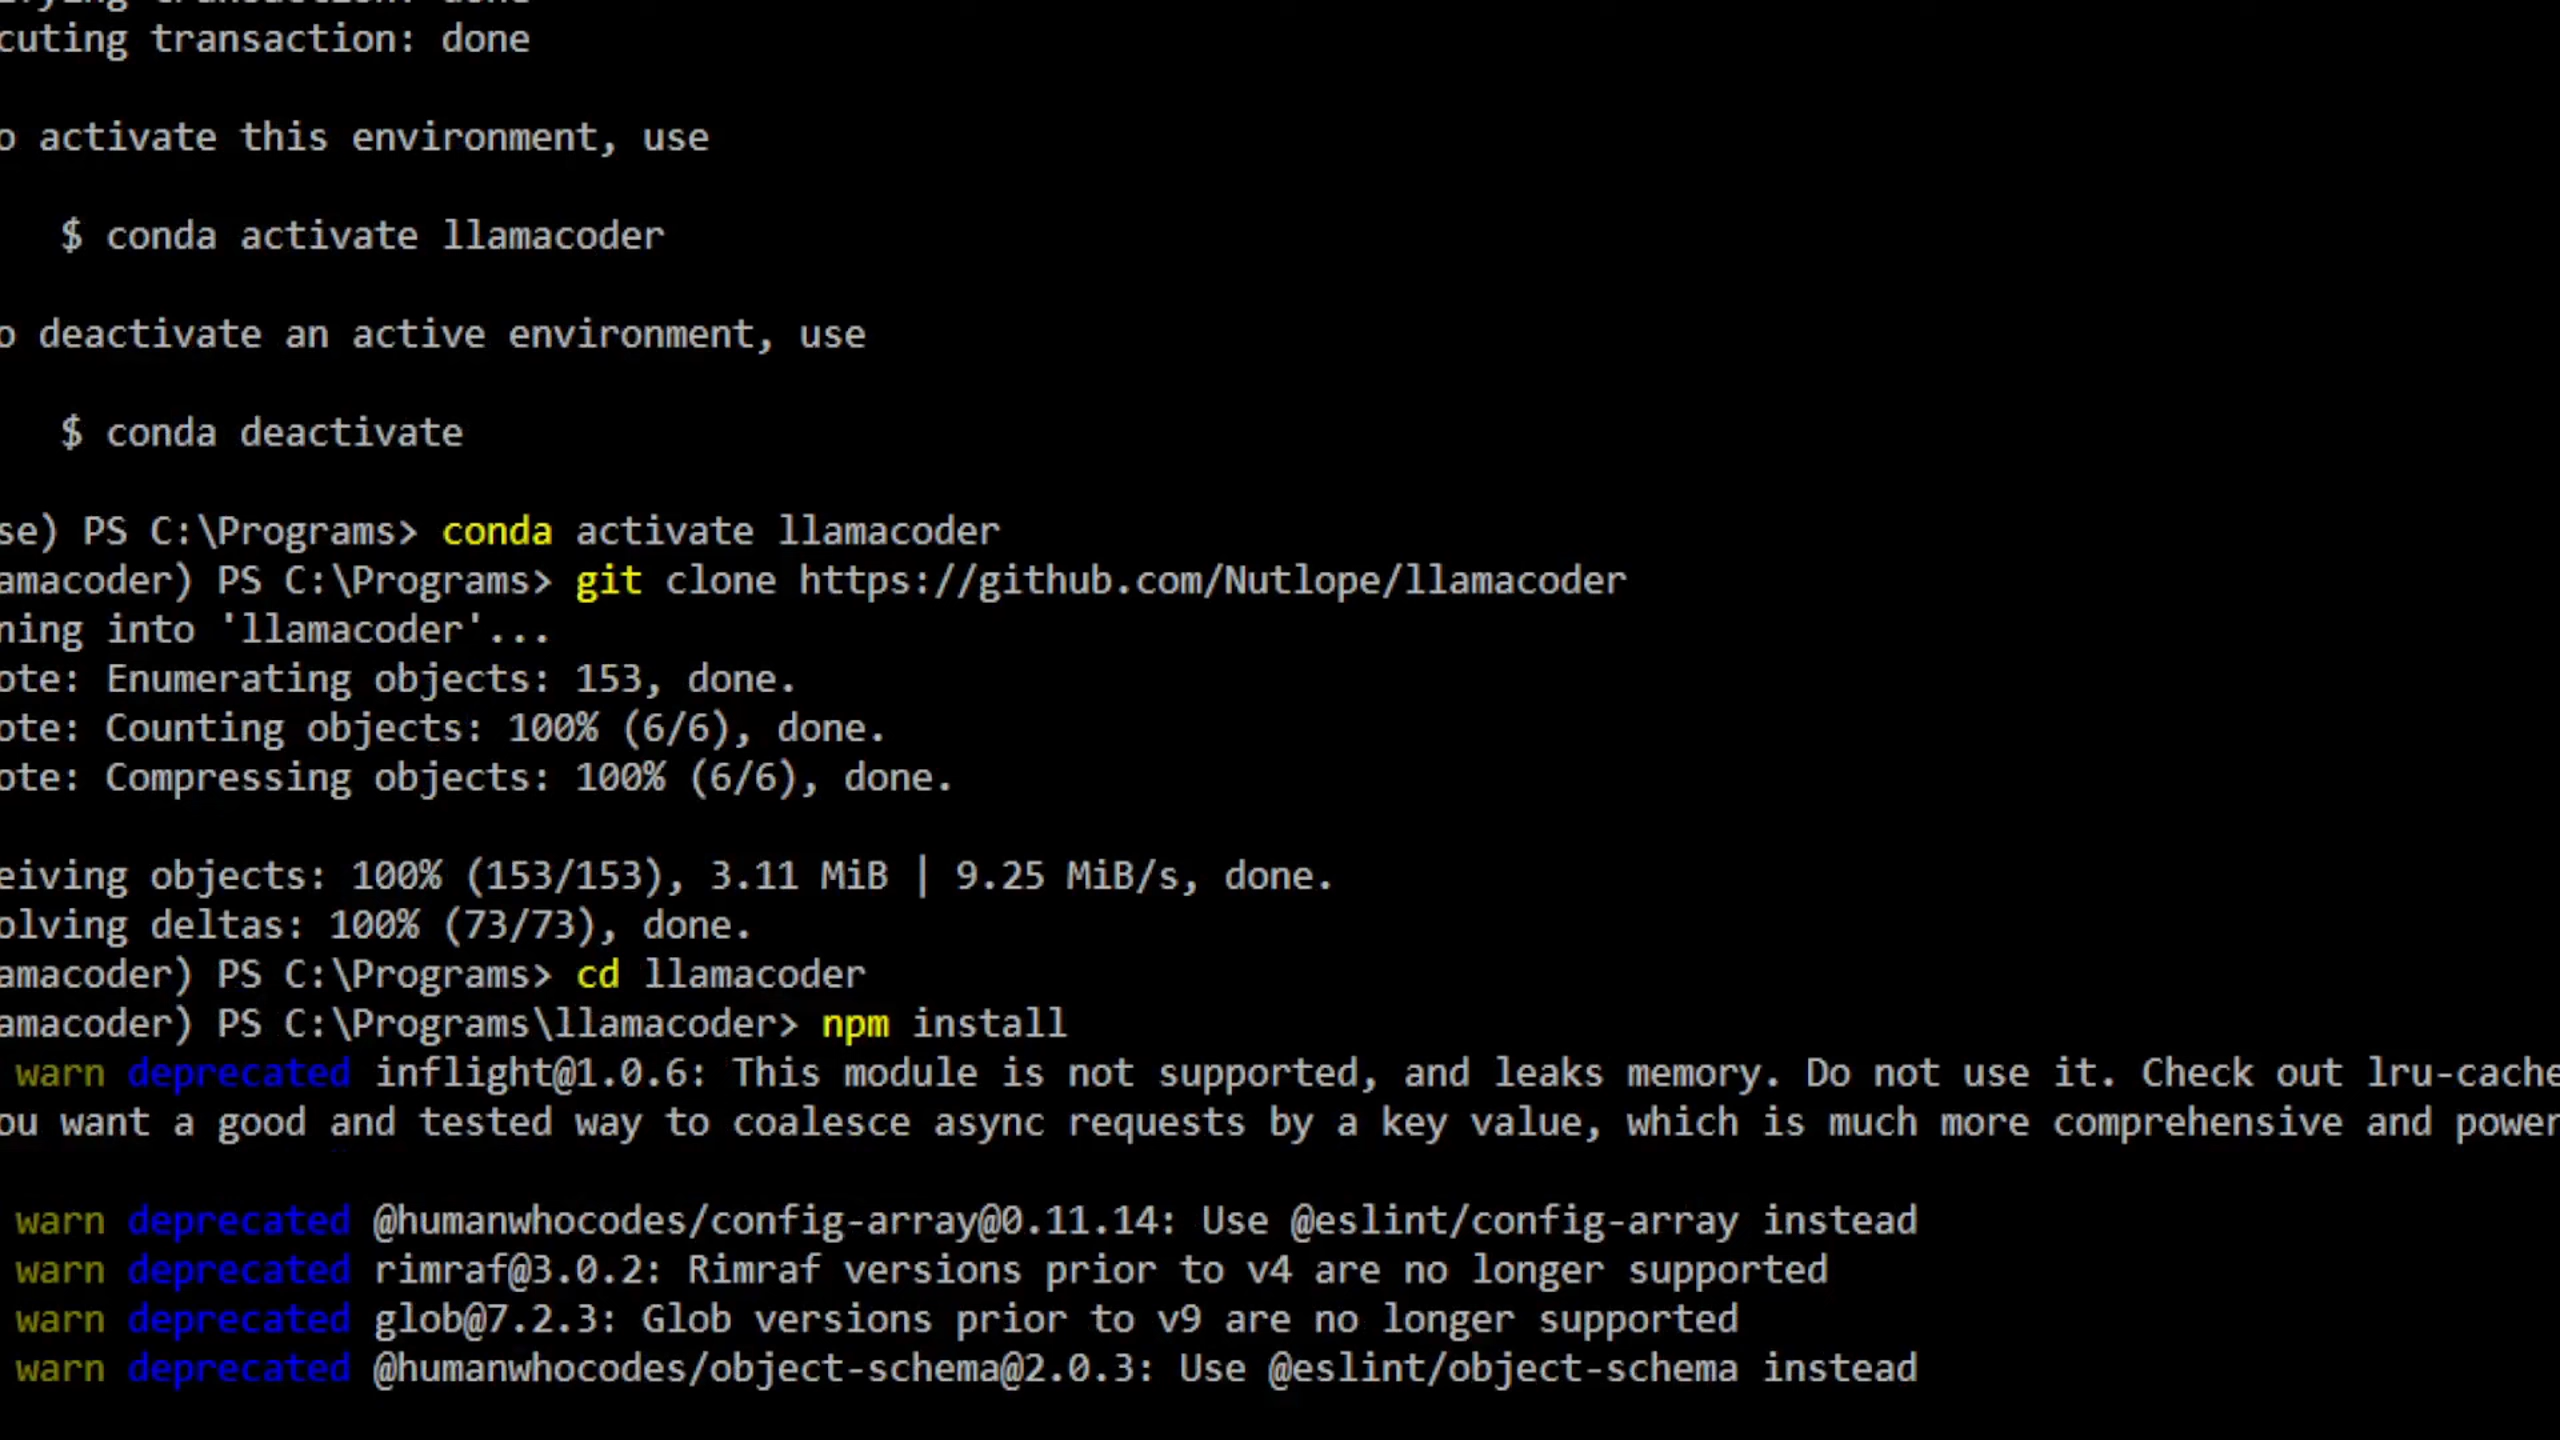 cuting transaction: done
o activate this environment, use
$ conda activate llamacoder
o deactivate an active environment, use
$ conda deactivate
se) PS C:\Programs> conda activate llamacoder
amacoder) PS C:\Programs> git clone https://github.com/Nutlope/llamacoder
ning into 'llamacoder'...
ote: Enumerating objects: 153, done.
ote: Counting objects: 100% (6/6), done.
ote: Compressing objects: 100% (6/6), done.
eiving objects: 100% (153/153), 3.11 MiB | 9.25 MiB/s, done.
olving deltas: 100% (73/73), done.
amacoder) PS C:\Programs> cd llamacoder
amacoder) PS C:\Programs\llamacoder> npm install
warn deprecated inflight@1.0.6: This module is not supported, and leaks memory. Do not use it. Check out lru-cache
ou want a good and tested way to coalesce async requests by a key value, which is much more comprehensive and power
warn deprecated @humanwhocodes/config-array@0.11.14: Use @eslint/config-array instead
warn deprecated rimraf@3.0.2: Rimraf versions prior to v4 are no longer supported
warn deprecated glob@7.2.3: Glob versions prior to v9 are no longer supported
warn deprecated @humanwhocodes/object-schema@2.0.3: Use @eslint/object-schema instead